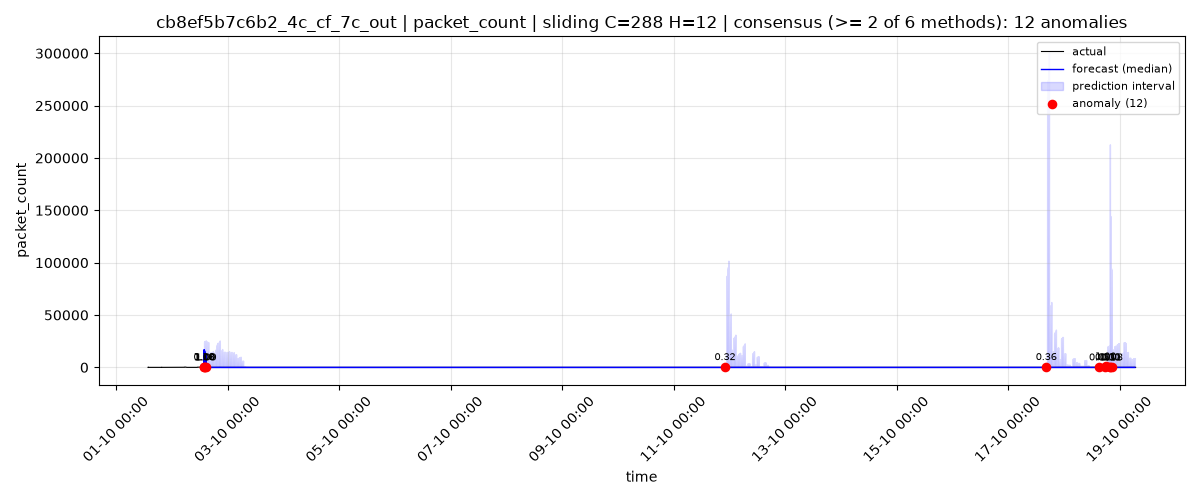 cb8ef5b7c6b2_4c_cf_7c_out | packet_count | sliding C=288 H=12 | consensus (>= 2 of 6 methods): 12 anomalies
packet_count
300000
250000
200000
150000
100000
50000
0
actual
forecast (median)
prediction interval
anomaly (12)
0.32
0.36
01-10 00:00
03-10 00:00
05-10 00:00
07-10 00:00
09-10 00:00
11-10 00:00
13-10 00:00
15-10 00:00
17-10 00:00
19-10 00:00
time